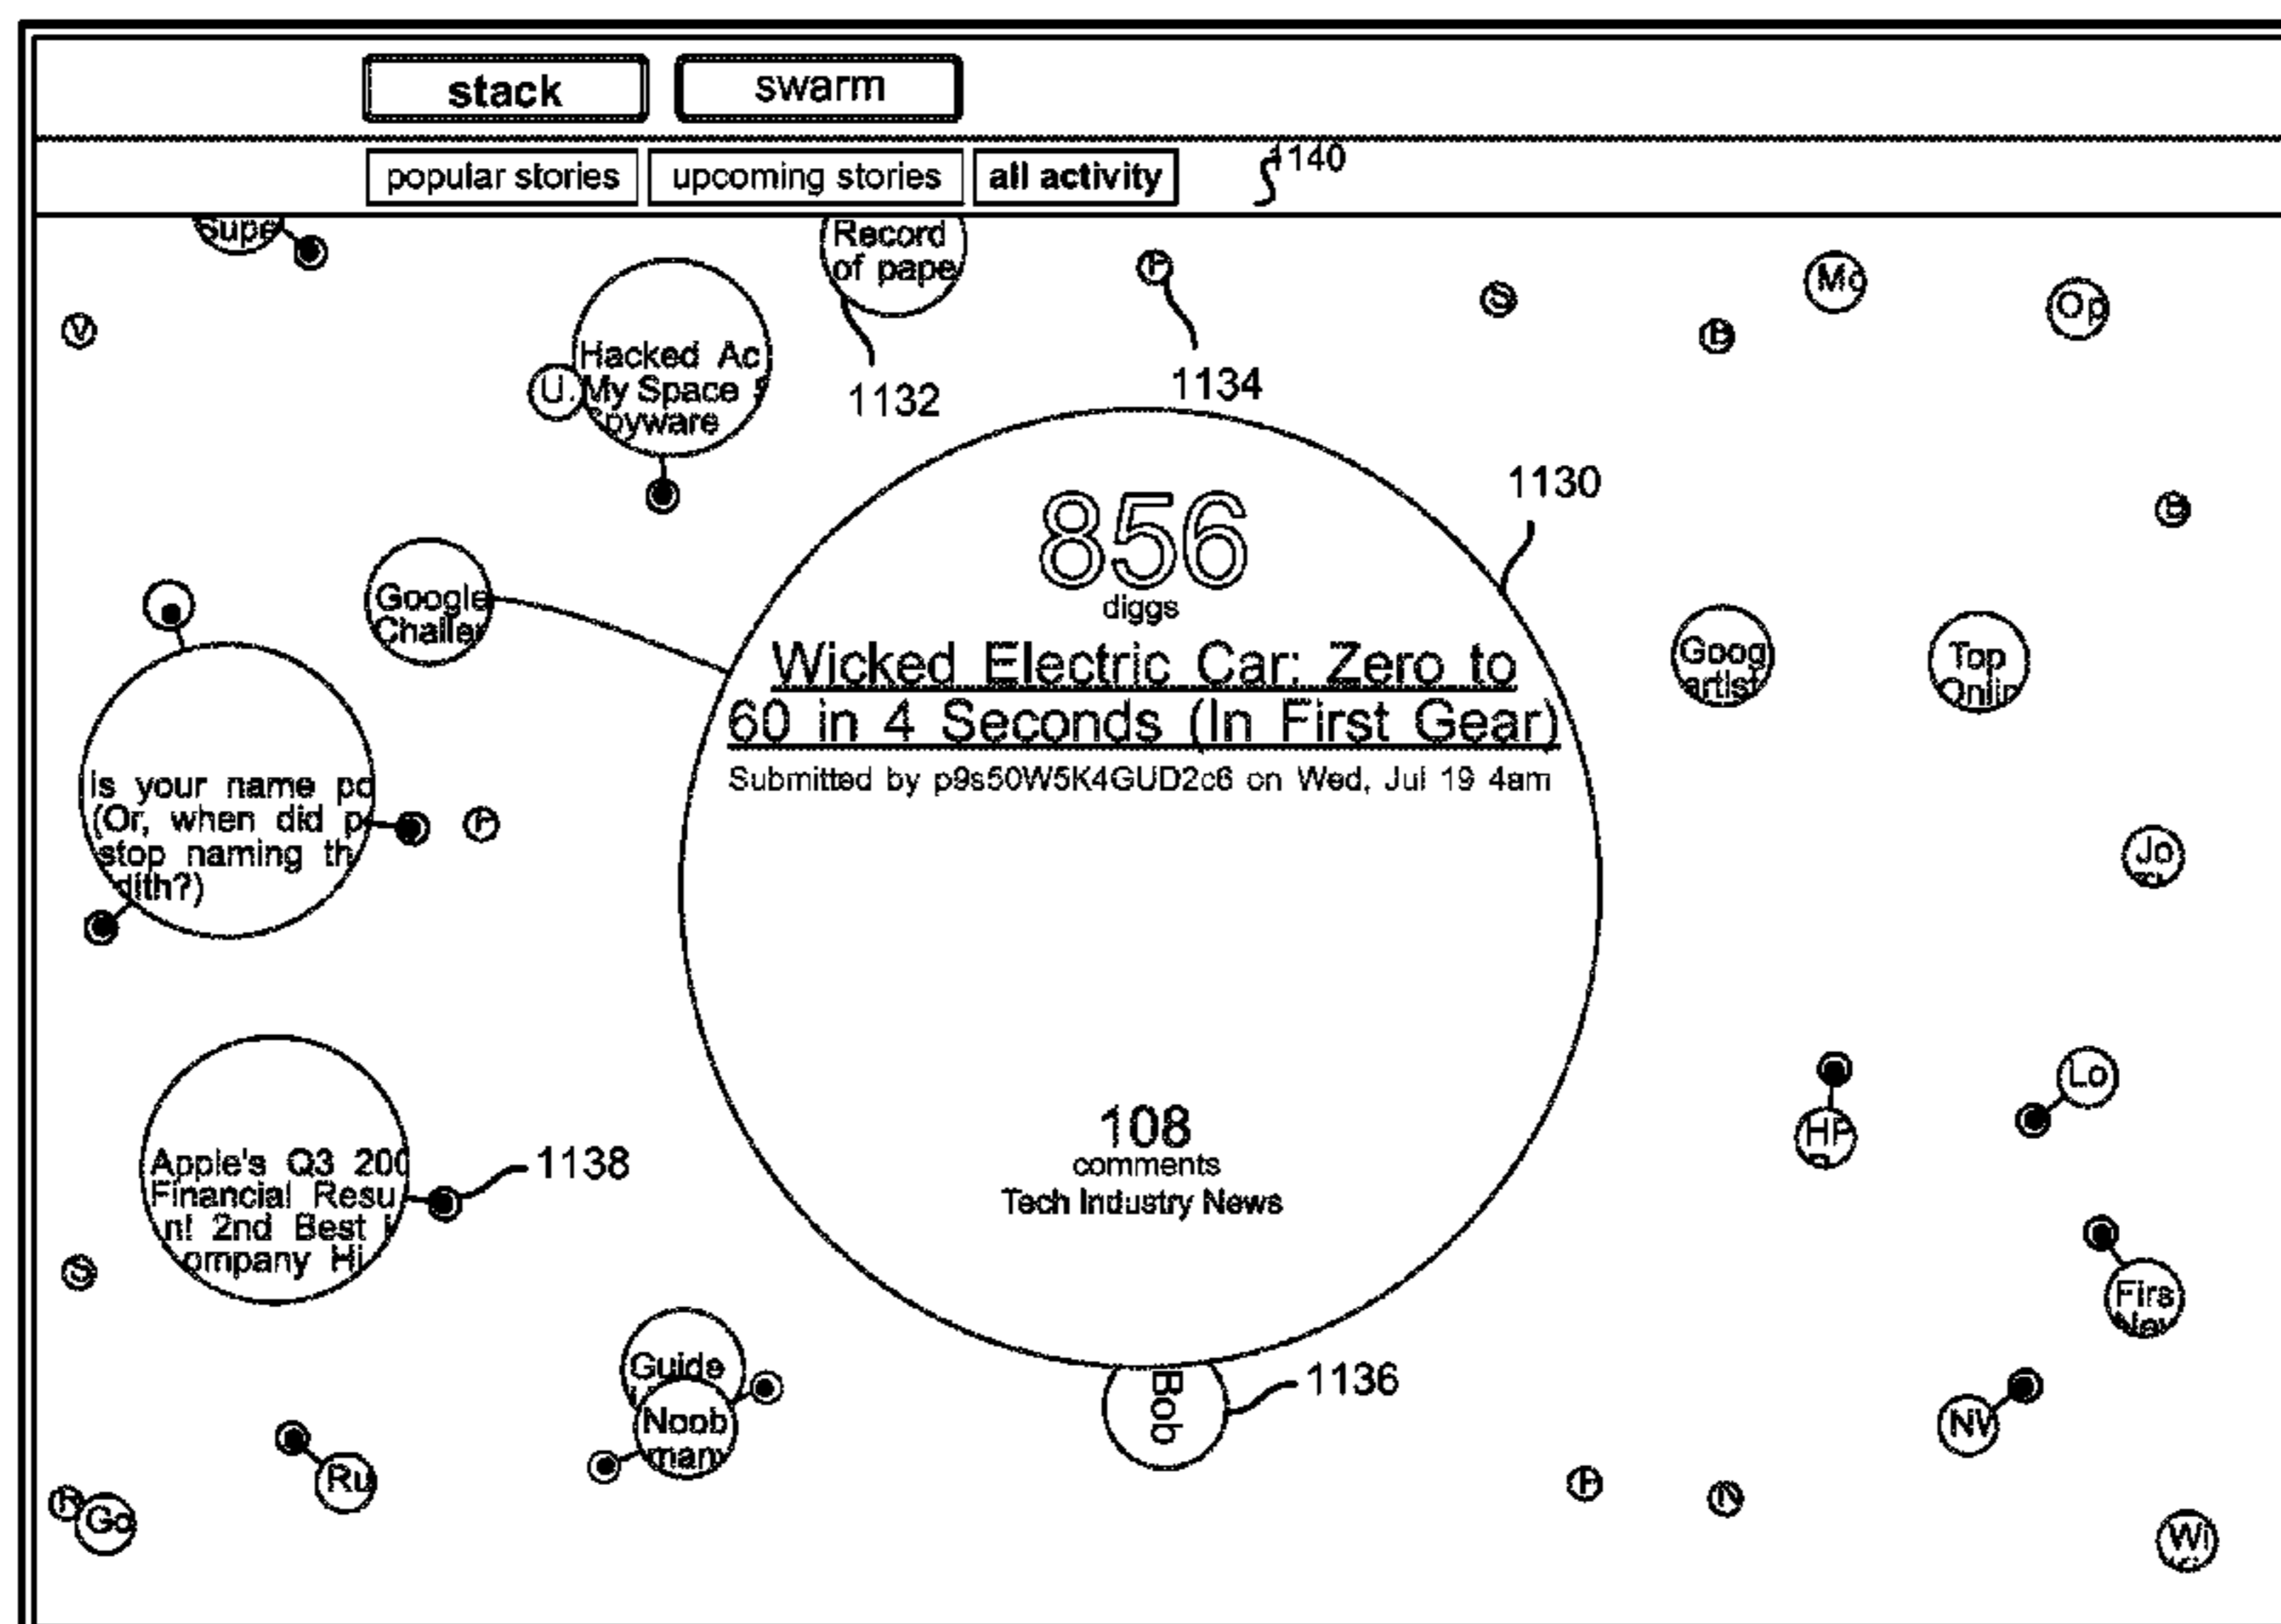 stack
swarm
popular stories
upcoming stories
all activity
1140
Supe
Record
of pape
Mo
Op
V
Hacked Ac
My Space
pyware
U.
1132
1134
1130
856
diggs
Google
Challe
Wicked Electric Car: Zero to
60 in 4 Seconds (In First Gear)
Submitted by p9s50W5K4GUD2c6 on Wed, Jul 19 4am
Goog
artist
Top
Onlin
is your name po
(Or, when did p
stop naming th
dith?)
Jo
Lo
HP
108
comments
Tech Industry News
Apple's Q3 200
Financial Resu
n! 2nd Best
ompany Hi
1138
Firs
New
Guide
Noob
man
Bob
1136
NV
Ru
Go
Wi